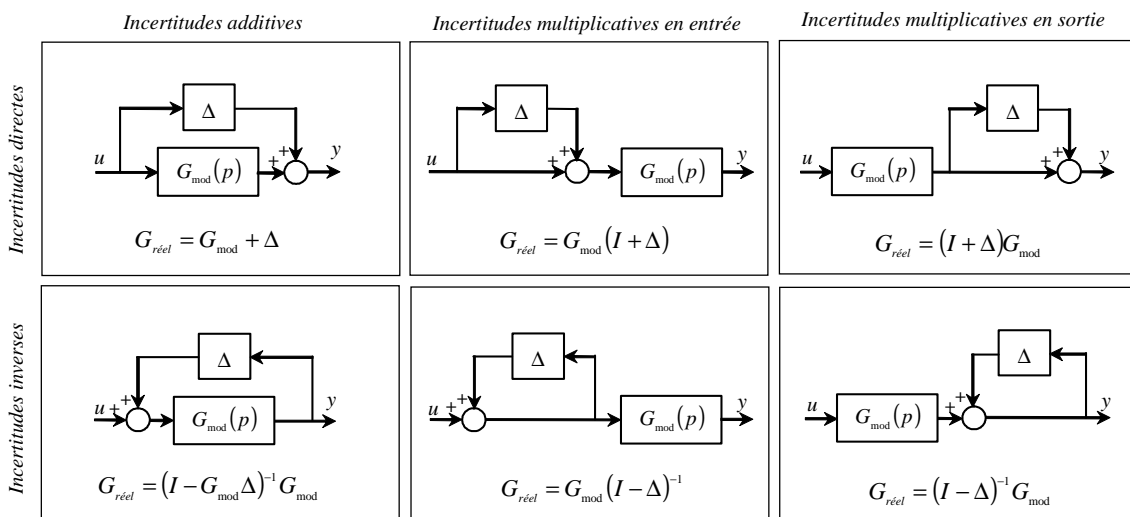 Incertitudes additives
Incertitudes multiplicatives en entrée
Incertitudes multiplicatives en sortie
Incertitudes directes
Δ
u
G_mod(p)
+
+
y
G_réel = G_mod + Δ
Δ
u
+
+
G_mod(p)
y
G_réel = G_mod(I + Δ)
Δ
u
G_mod(p)
+
+
y
G_réel = (I + Δ)G_mod
Incertitudes inverses
Δ
u
+
+
G_mod(p)
y
G_réel = (I − G_mod Δ)^−1 G_mod
Δ
u
+
+
G_mod(p)
y
G_réel = G_mod (I − Δ)^−1
Δ
u
G_mod(p)
+
+
y
G_réel = (I − Δ)^−1 G_mod